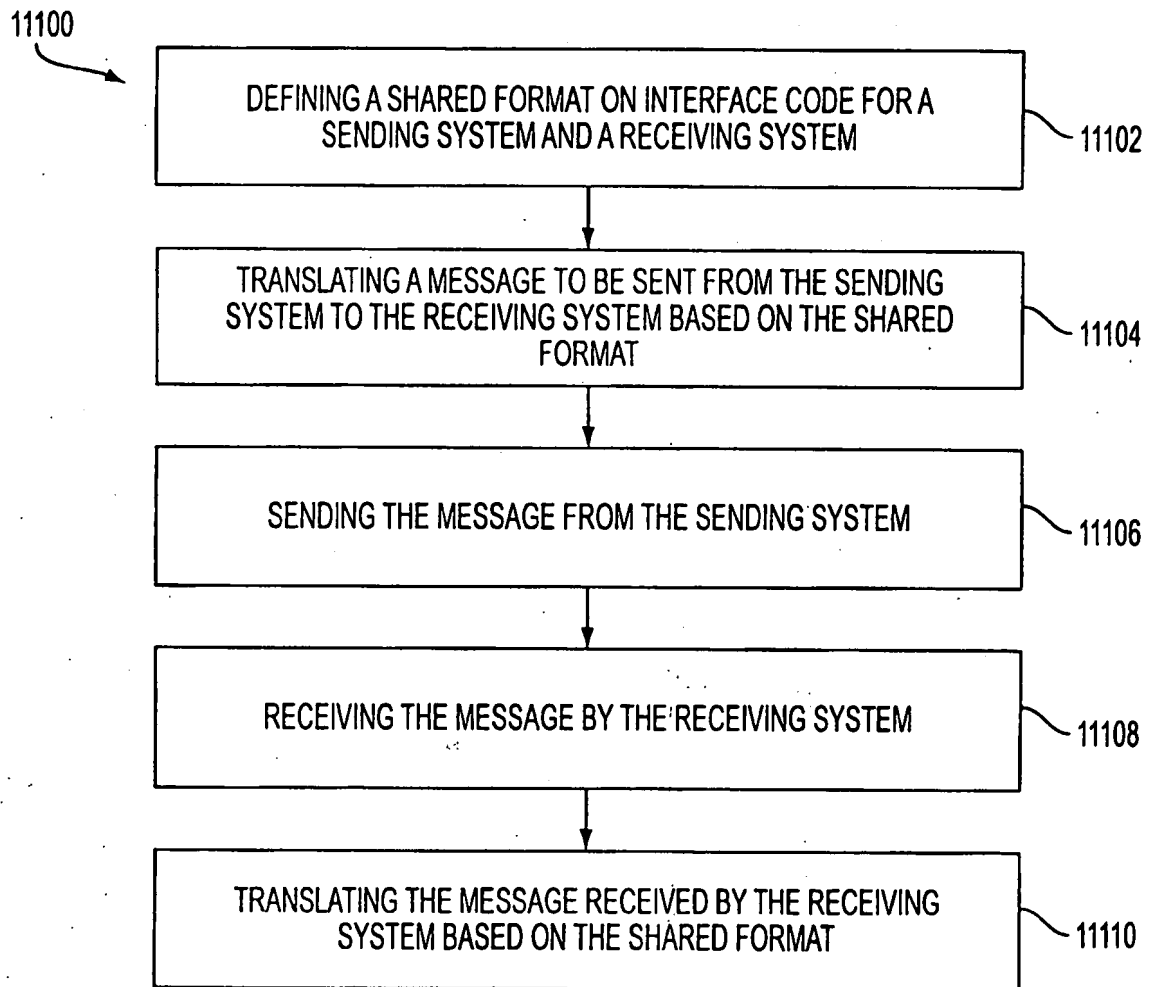 11100
DEFINING A SHARED FORMAT ON INTERFACE CODE FOR A
SENDING SYSTEM AND A RECEIVING SYSTEM
11102
TRANSLATING A MESSAGE TO BE SENT FROM THE SENDING
SYSTEM TO THE RECEIVING SYSTEM BASED ON THE SHARED
FORMAT
11104
SENDING THE MESSAGE FROM THE SENDING SYSTEM
11106
RECEIVING THE MESSAGE BY THE RECEIVING SYSTEM
11108
TRANSLATING THE MESSAGE RECEIVED BY THE RECEIVING
SYSTEM BASED ON THE SHARED FORMAT
11110